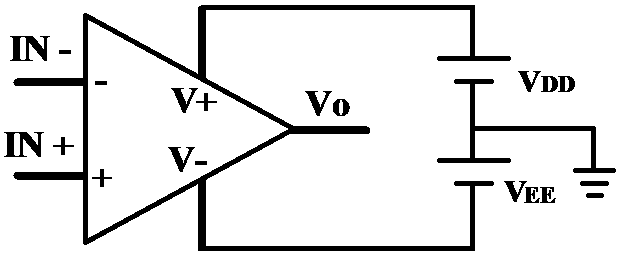 IN -
-
V+
Vo
VDD
IN +
+
V-
VEE